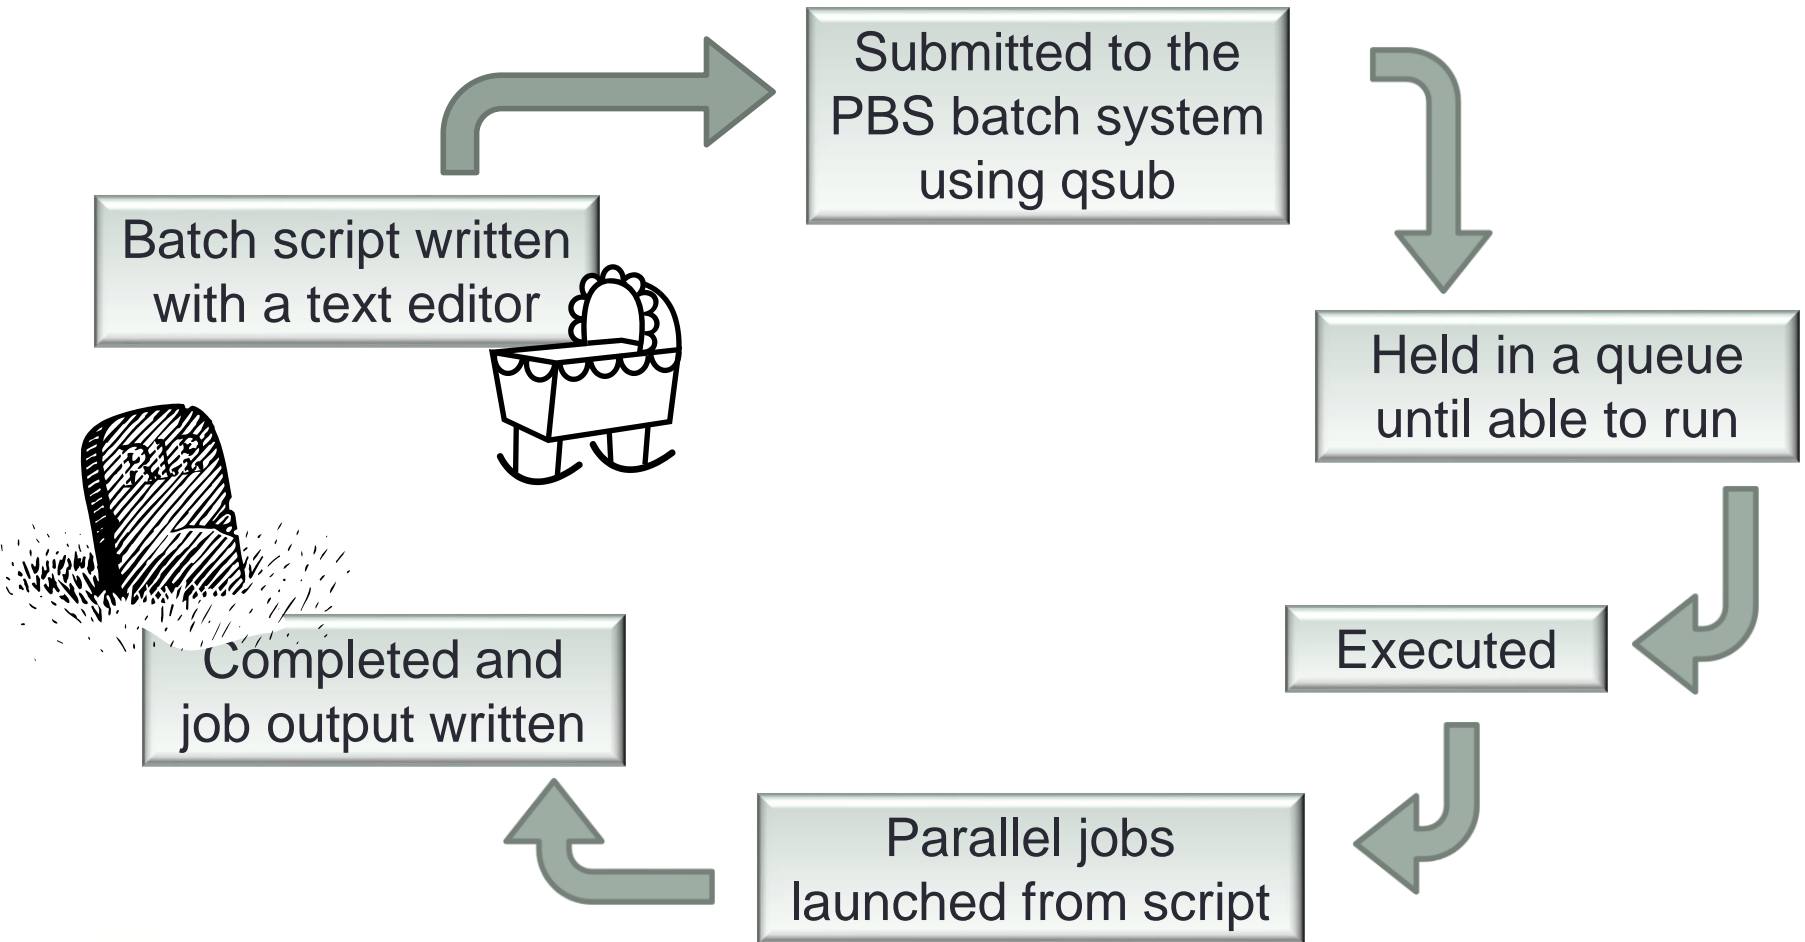 Batch script written
with a text editor
Submitted to the
PBS batch system
using qsub
Held in a queue
until able to run
Executed
Parallel jobs
launched from script
Completed and
job output written
R.I.P